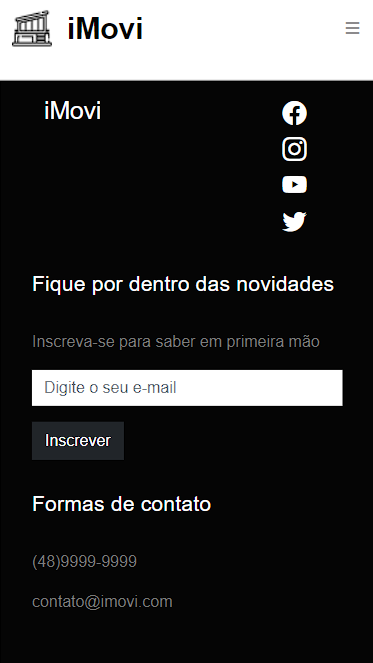 iMovi
iMovi
Fique por dentro das novidades
Inscreva-se para saber em primeira mão
Digite o seu e-mail
Inscrever
Formas de contato
(48)9999-9999
contato@imovi.com